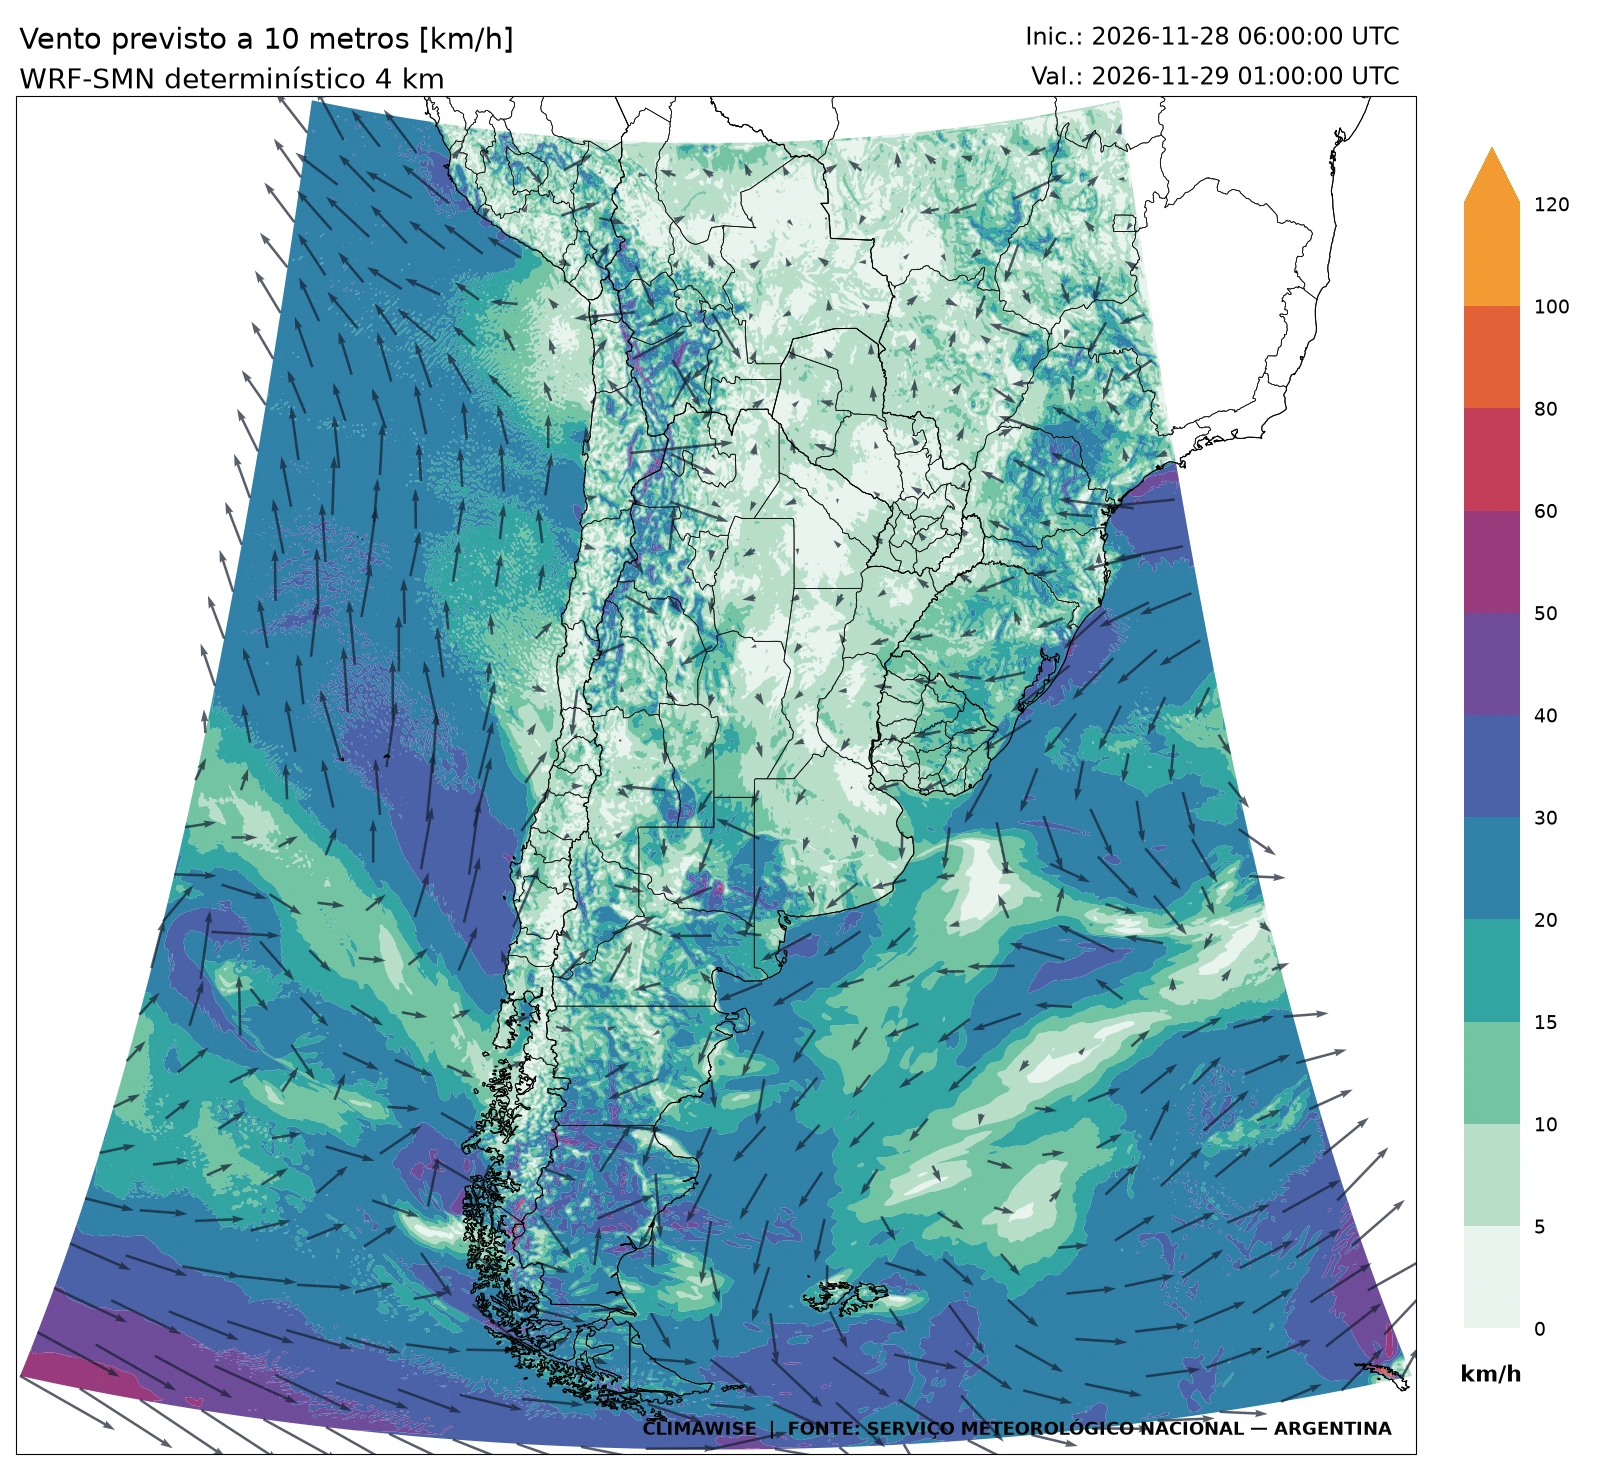 Vento previsto a 10 metros [km/h]
WRF-SMN determinístico 4 km
Inic.: 2026-11-28 06:00:00 UTC
Val.: 2026-11-29 01:00:00 UTC
120
100
80
60
50
40
30
20
15
10
5
0
km/h
CLIMAWISE | FONTE: SERVIÇO METEOROLÓGICO NACIONAL — ARGENTINA